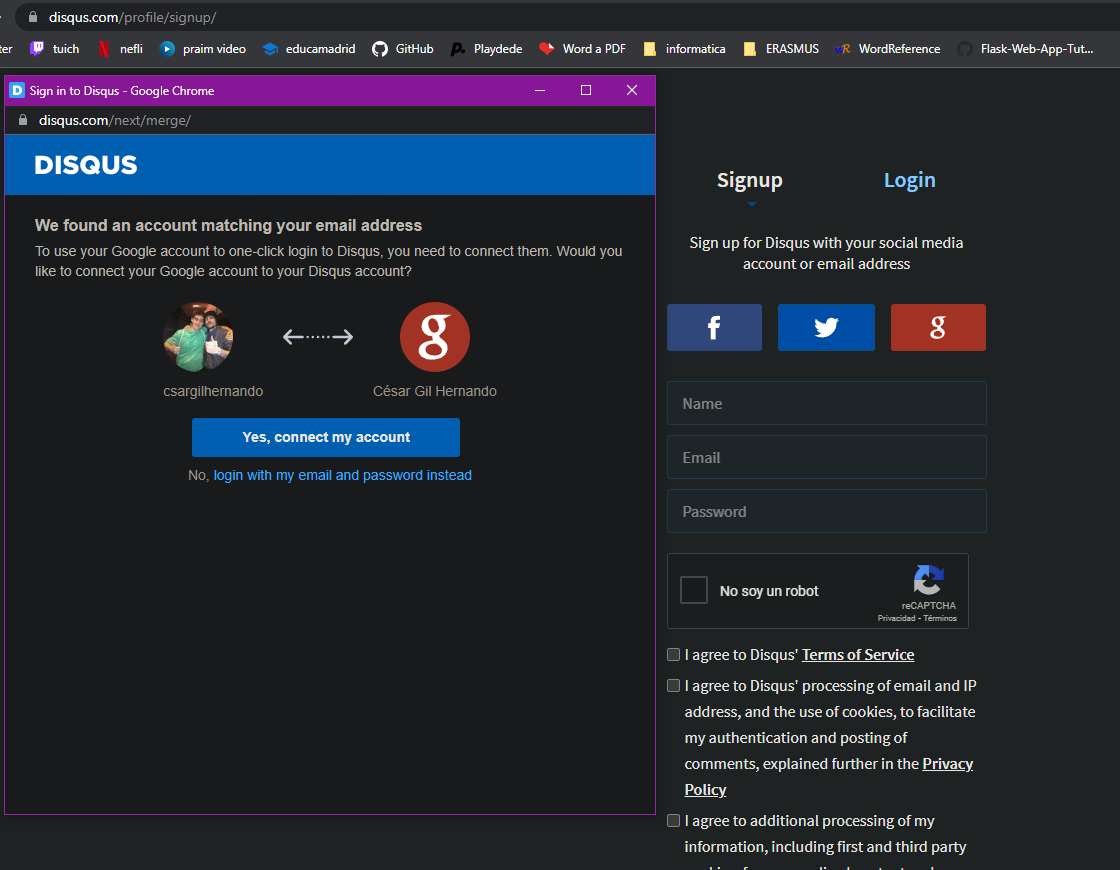 disqus.com/profile/signup/
ter tuich nefli praim video educamadrid GitHub Playdede Word a PDF informatica ERASMUS WordReference Flask-Web-App-Tut...
Sign in to Disqus - Google Chrome
disqus.com/next/merge/
DISQUS
We found an account matching your email address
To use your Google account to one-click login to Disqus, you need to connect them. Would you
like to connect your Google account to your Disqus account?
csargilhernando
César Gil Hernando
Yes, connect my account
No, login with my email and password instead
Signup
Login
Sign up for Disqus with your social media
account or email address
Name
Email
Password
No soy un robot
reCAPTCHA
Privacidad - Términos
I agree to Disqus' Terms of Service
I agree to Disqus' processing of email and IP
address, and the use of cookies, to facilitate
my authentication and posting of
comments, explained further in the Privacy
Policy
I agree to additional processing of my
information, including first and third party